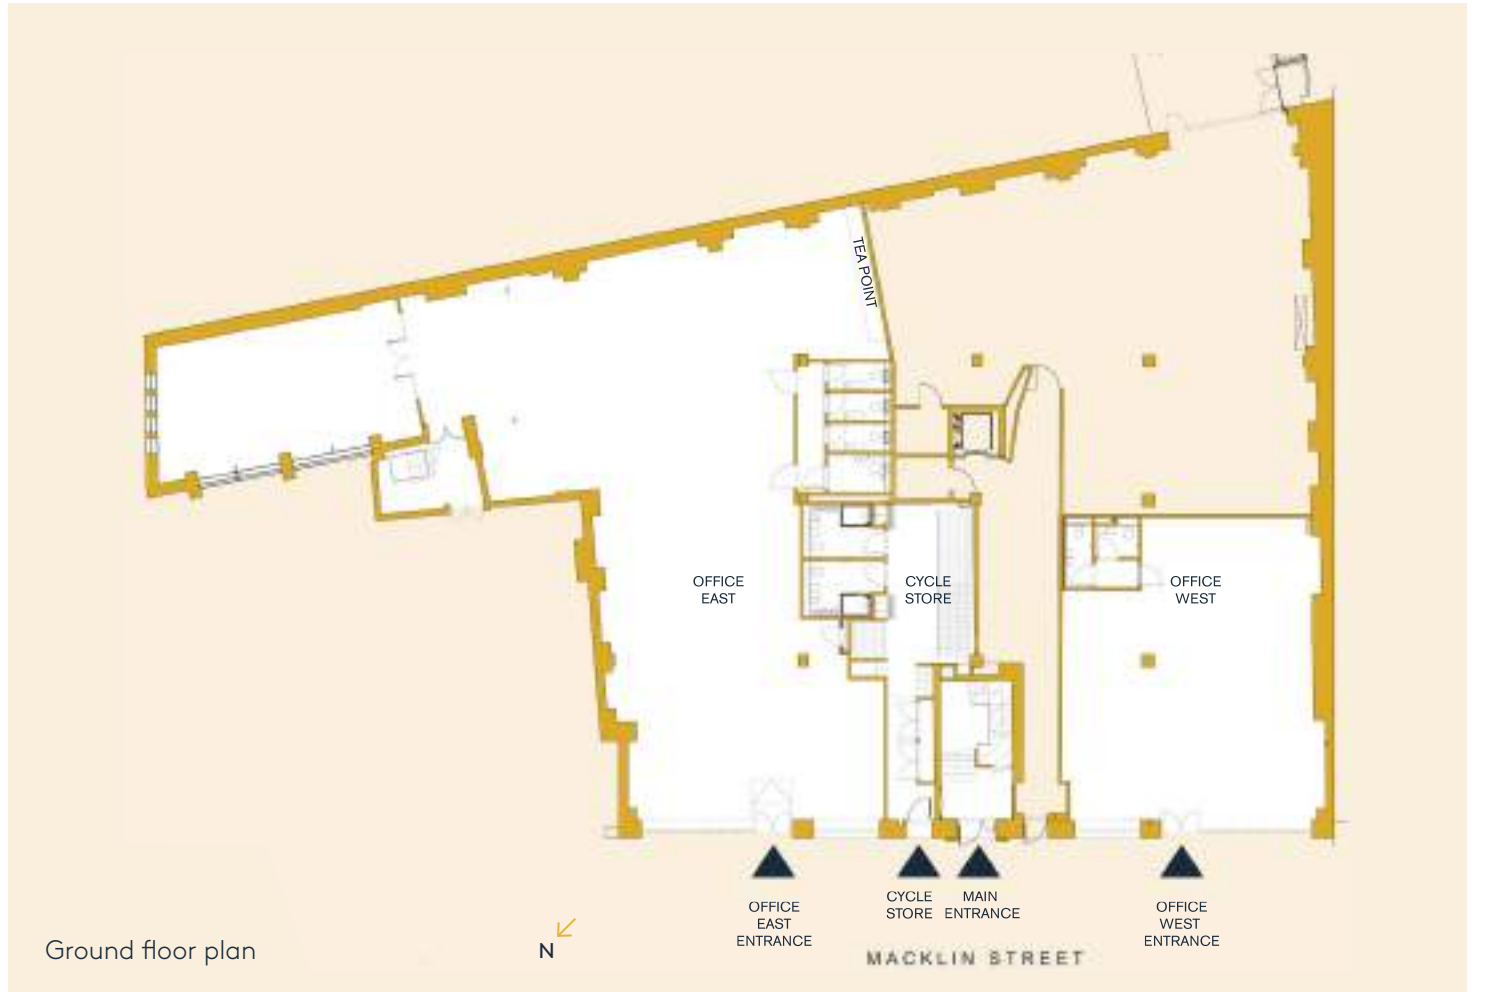 TEA POINT
OFFICE
EAST
CYCLE
STORE
OFFICE
WEST
OFFICE
EAST
ENTRANCE
CYCLE
STORE
MAIN
ENTRANCE
OFFICE
WEST
ENTRANCE
Ground floor plan
N
MACKLIN STREET